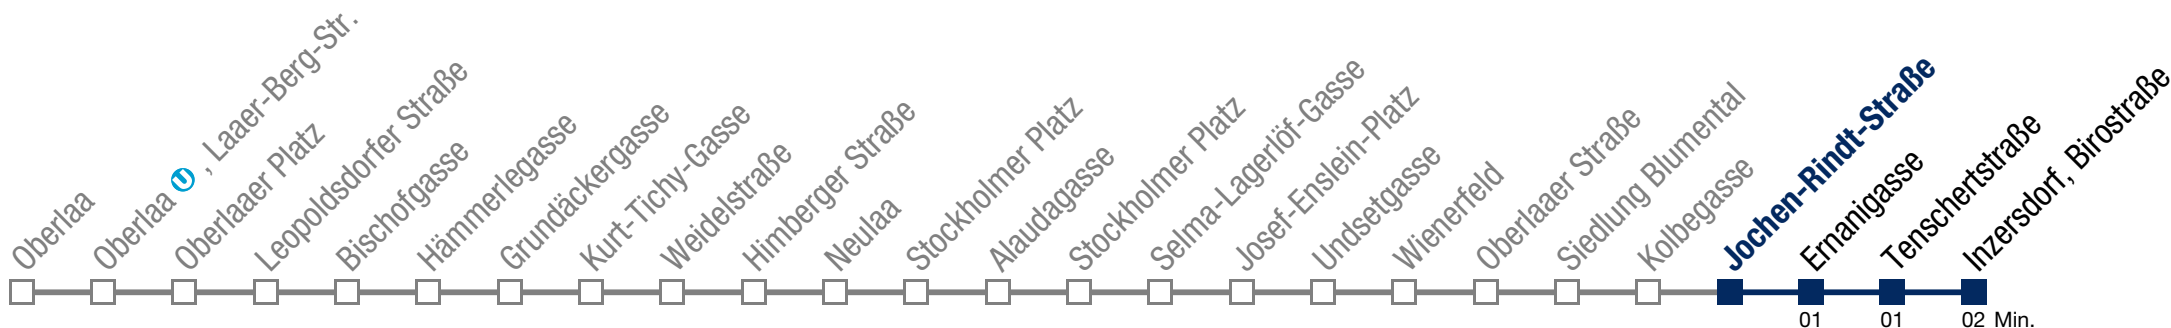 Oberlaa
Oberlaa U, Laaer-Berg-Str.
Oberlaaer Platz
Leopoldsdorfer Straße
Bischofgasse
Hämmerlegasse
Grundäckergasse
Kurt-Tichy-Gasse
Weidelstraße
Himberger Straße
Neulaa
Stockholmer Platz
Alaudagasse
Stockholmer Platz
Selma-Lagerlöf-Gasse
Josef-Enslein-Platz
Undsetgasse
Wienerfeld
Oberlaaer Straße
Siedlung Blumental
Kolbegasse
Jochen-Rindt-Straße
Ernanigasse
Tenschertstraße
Inzersdorf, Birostraße
01 01 02 Min.